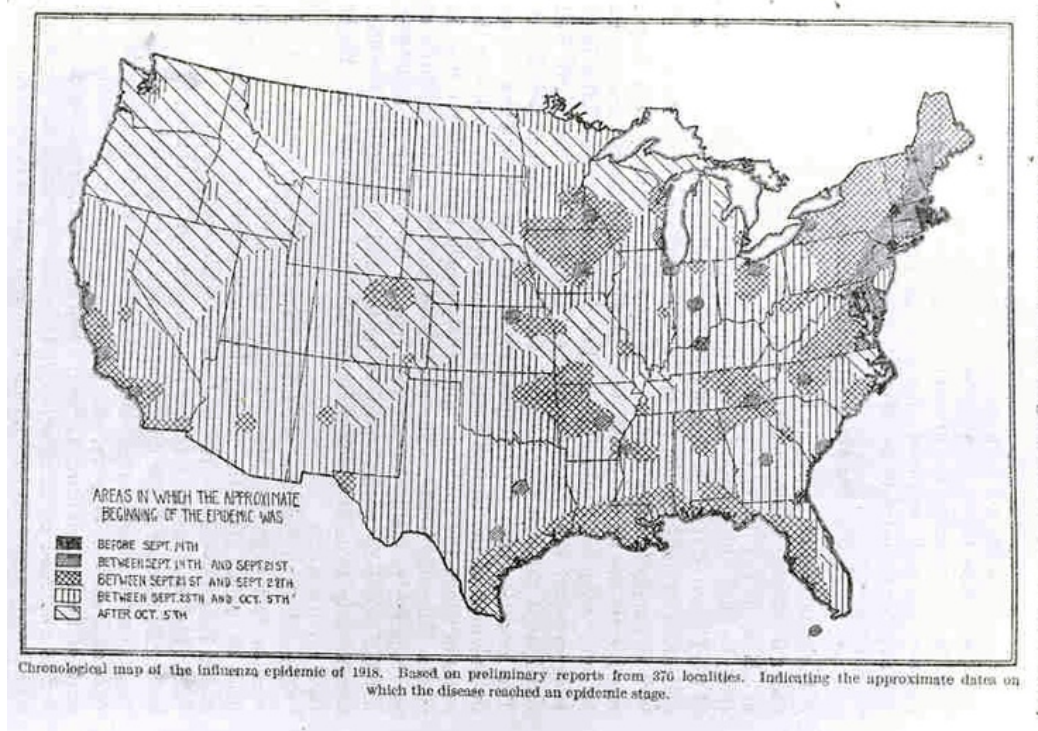 AREAS IN WHICH THE APPROXIMATE
BEGINNING OF THE EPIDEMIC WAS
BEFORE SEPT. 14TH
BETWEEN SEPT. 14TH AND SEPT 21ST.
BETWEEN SEPT. 21ST AND SEPT. 28TH.
BETWEEN SEPT. 28TH AND OCT. 5TH
AFTER OCT. 5TH
Chronological map of the influenza epidemic of 1918. Based on preliminary reports from 376 localities. Indicating the approximate dates on
which the disease reached an epidemic stage.